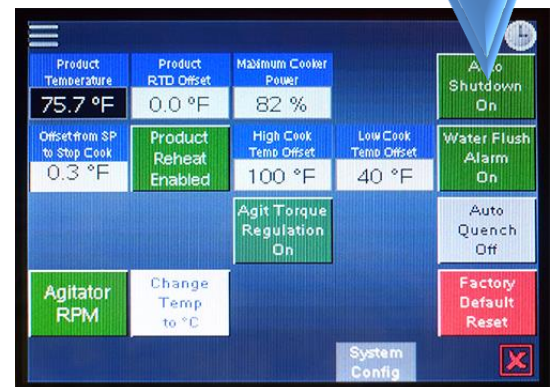 Product
Temperature
75.7 °F
Product
RTD Offset
0.0 °F
Maximum Cooker
Power
82 %
Auto
Shutdown
On
Offset from SP
to Stop Cook
0.3 °F
Product
Reheat
Enabled
High Cook
Temp Offset
100 °F
Low Cook
Temp Offset
40 °F
Water Flush
Alarm
On
Agit Torque
Regulation
On
Auto
Quench
Off
Agitator
RPM
Change
Temp
to °C
Factory
Default
Reset
System
Config
X